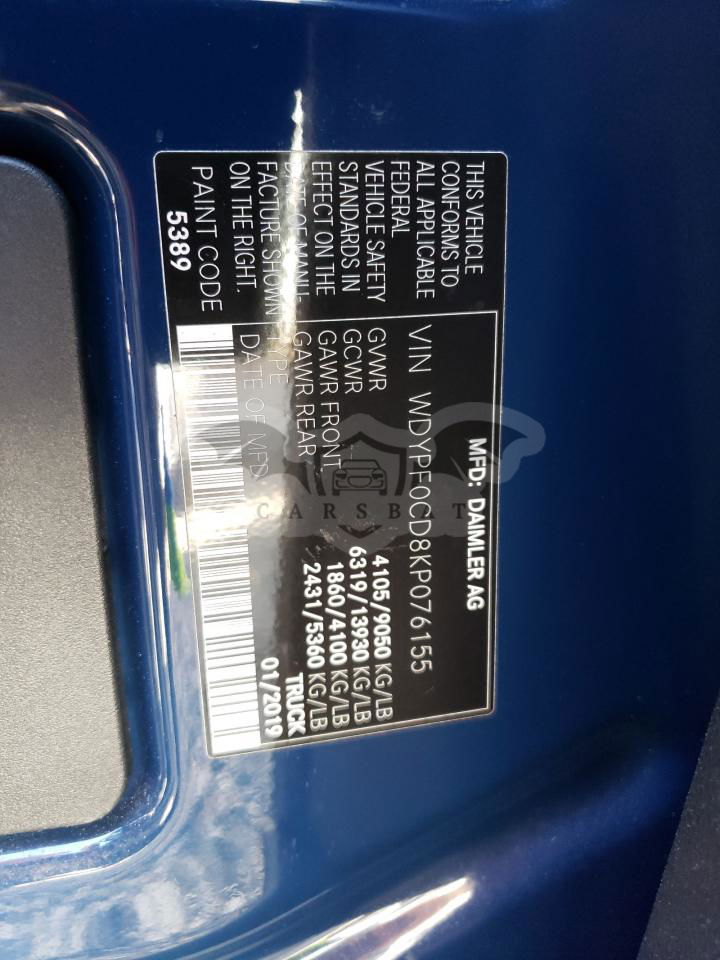 MFD: DAIMLER AG
THIS VEHICLE
CONFORMS TO
ALL APPLICABLE
FEDERAL
VEHICLE SAFETY
STANDARDS IN
EFFECT ON THE
DATE OF MANU-
FACTURE SHOWN
ON THE RIGHT.
PAINT CODE
5389
VIN WDYPF0CD8KP076155
GVWR 4105/9050 KG/LB
GCWR 6319/13930 KG/LB
GAWR FRONT 1860/4100 KG/LB
GAWR REAR 2431/5360 KG/LB
TYPE TRUCK
DATE OF MFD 01/2019
CARSBAT